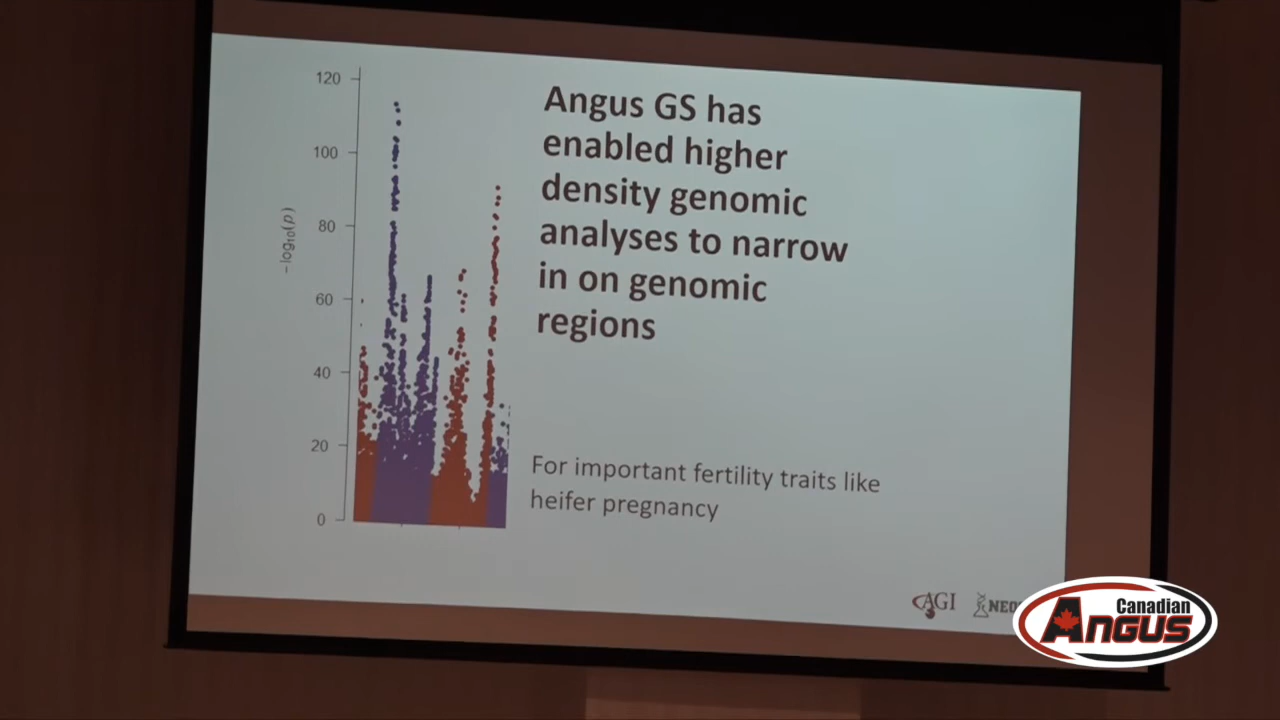 120
100
80
60
40
20
0
−log10(p)
Angus GS has
enabled higher
density genomic
analyses to narrow
in on genomic
regions
For important fertility traits like
heifer pregnancy
AGI
NEO
Canadian
Angus